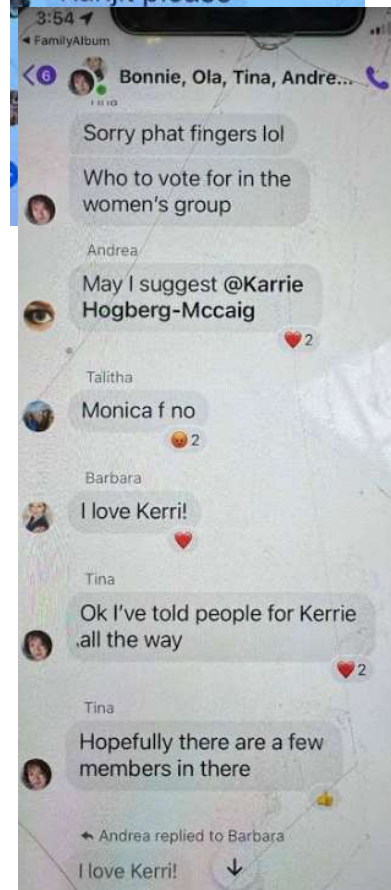 3:54
FamilyAlbum
6
Bonnie, Ola, Tina, Andre...
Sorry phat fingers lol
Who to vote for in the
women's group
Andrea
May I suggest @Karrie
Hogberg-Mccaig
2
Talitha
Monica f no
2
Barbara
I love Kerri!
Tina
Ok I've told people for Kerrie
all the way
2
Tina
Hopefully there are a few
members in there
Andrea replied to Barbara
I love Kerri!